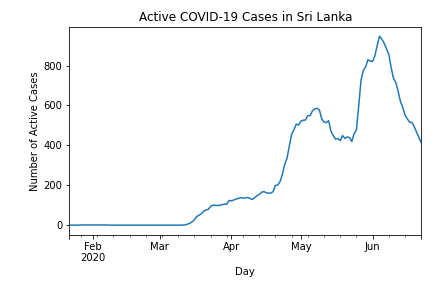 Active COVID-19 Cases in Sri Lanka
Number of Active Cases
800
600
400
200
0
Feb
2020
Mar
Apr
May
Jun
Day